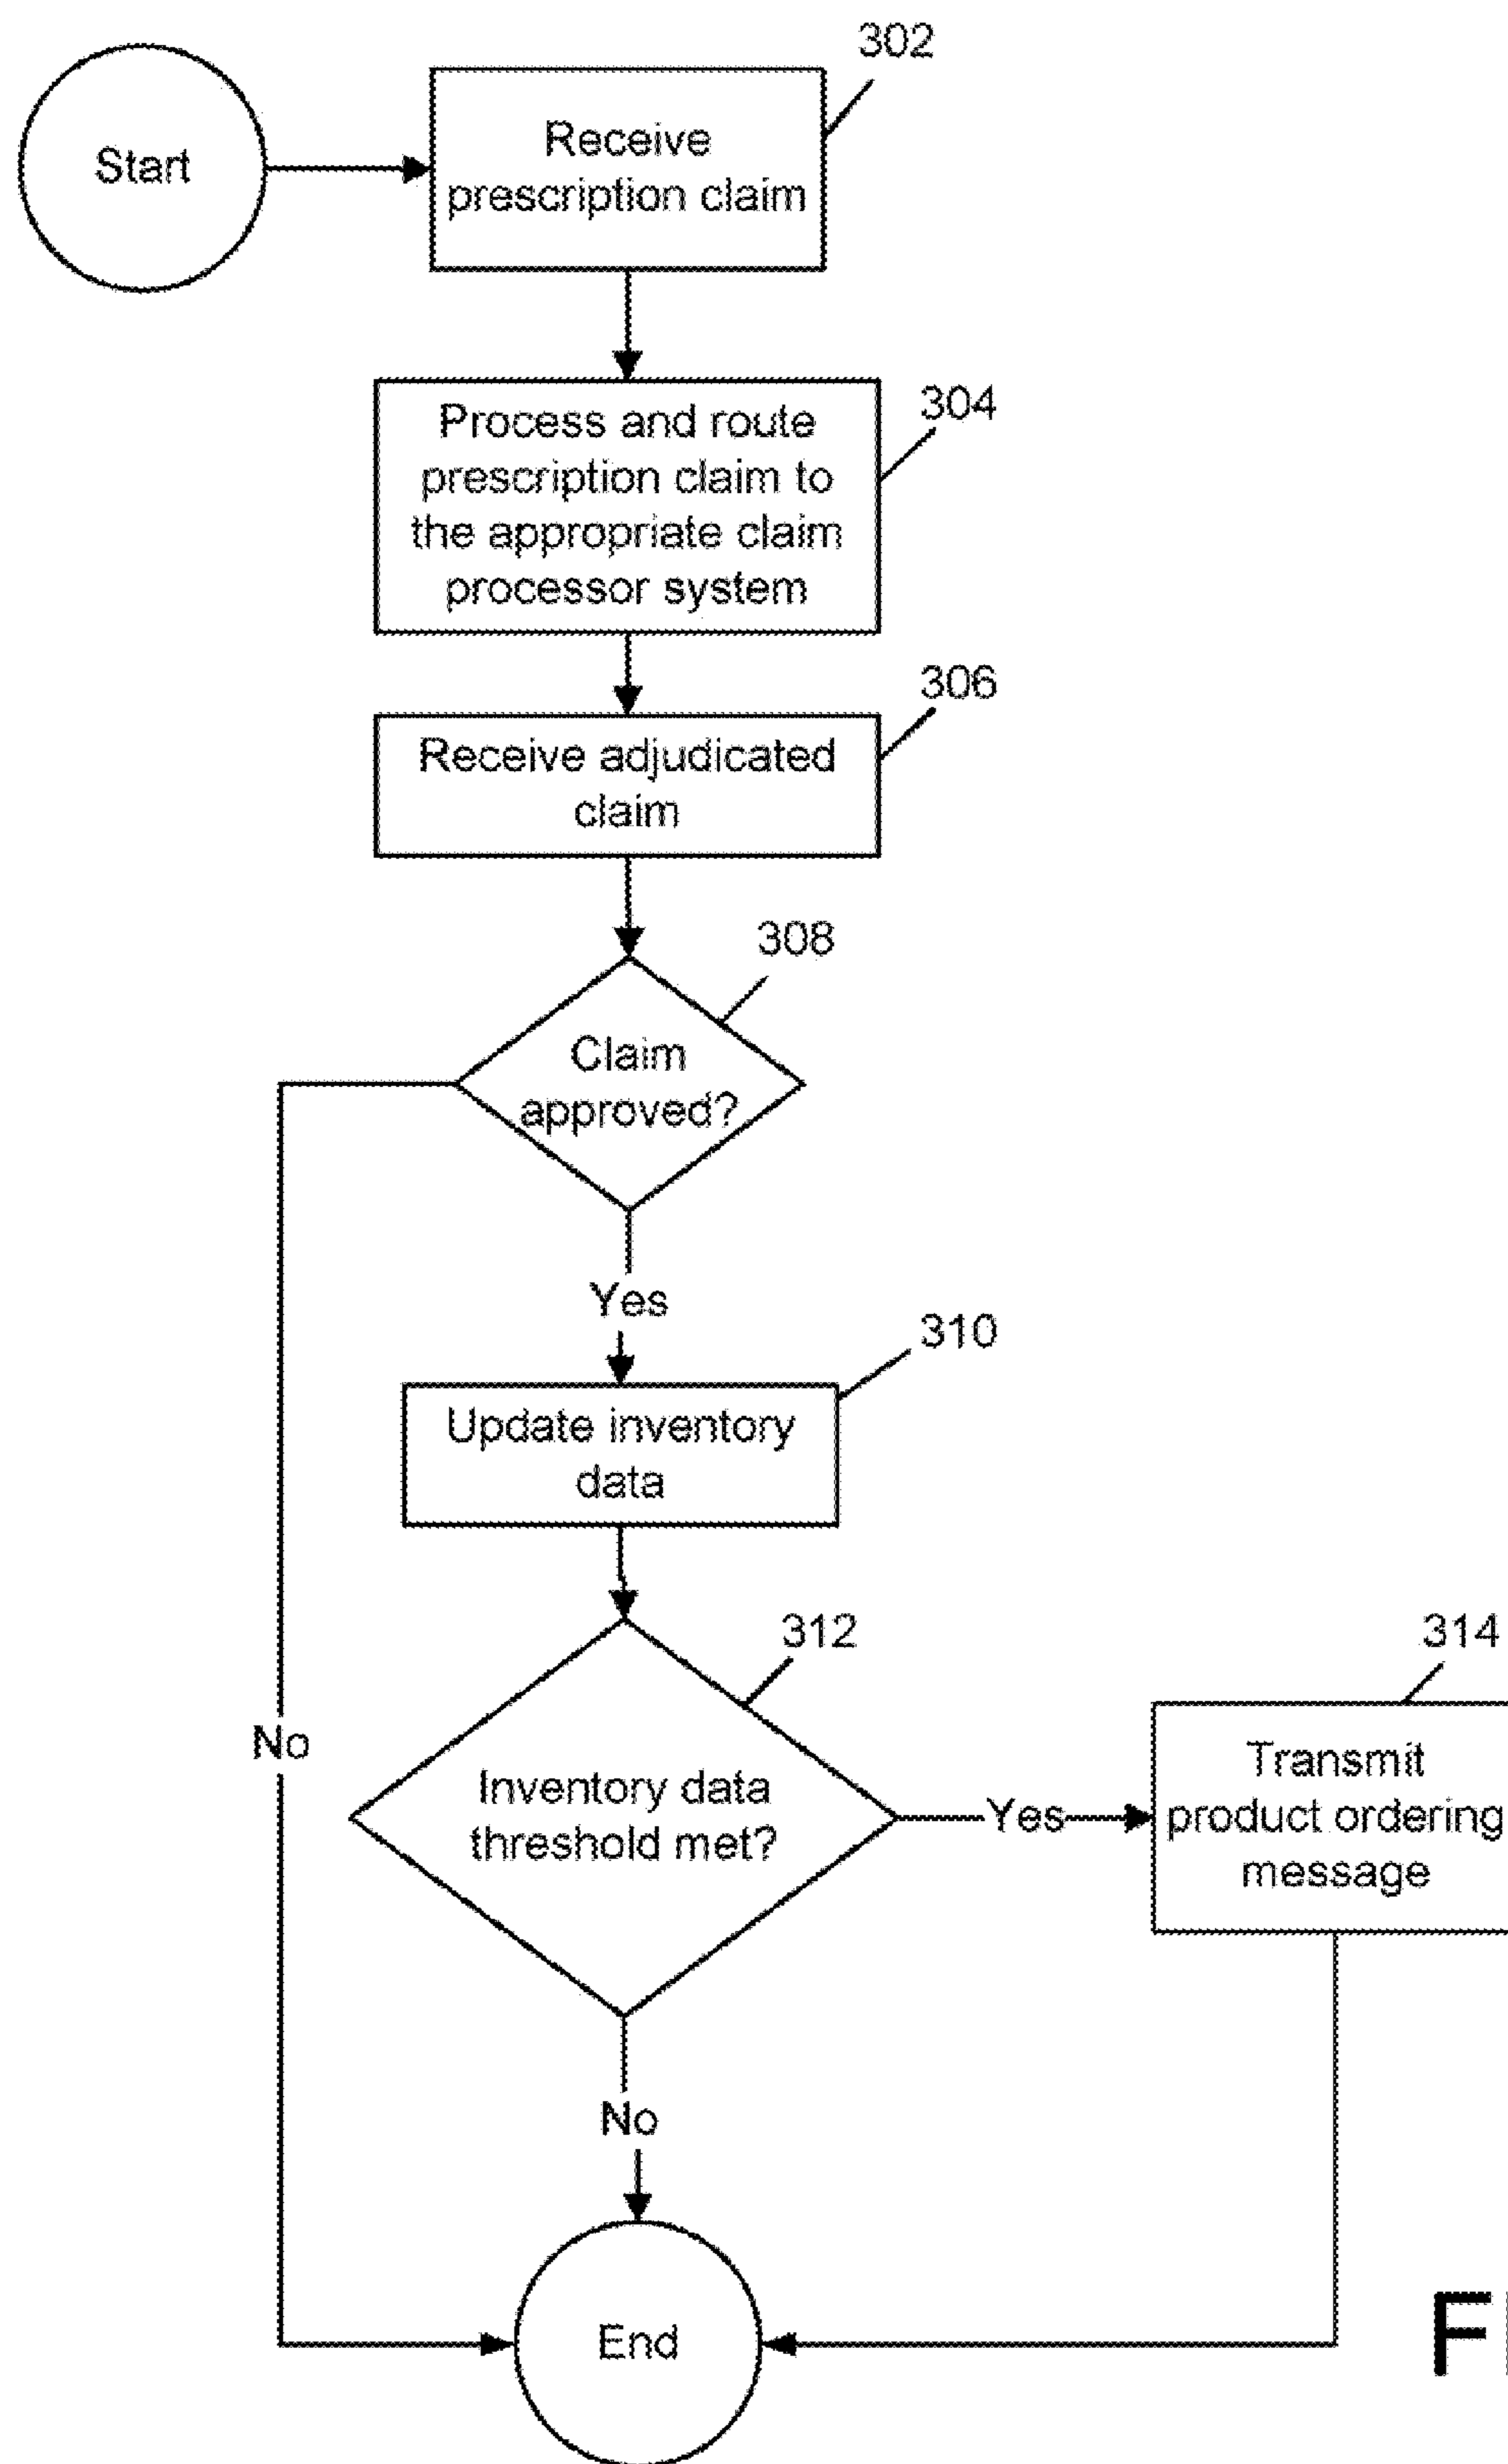 302
Start
Receive
prescription claim
304
Process and route
prescription claim to
the appropriate claim
processor system
306
Receive adjudicated
claim
308
Claim
approved?
Yes
310
Update inventory
data
312
314
No
Inventory data
threshold met?
Yes
Transmit
product ordering
message
No
End